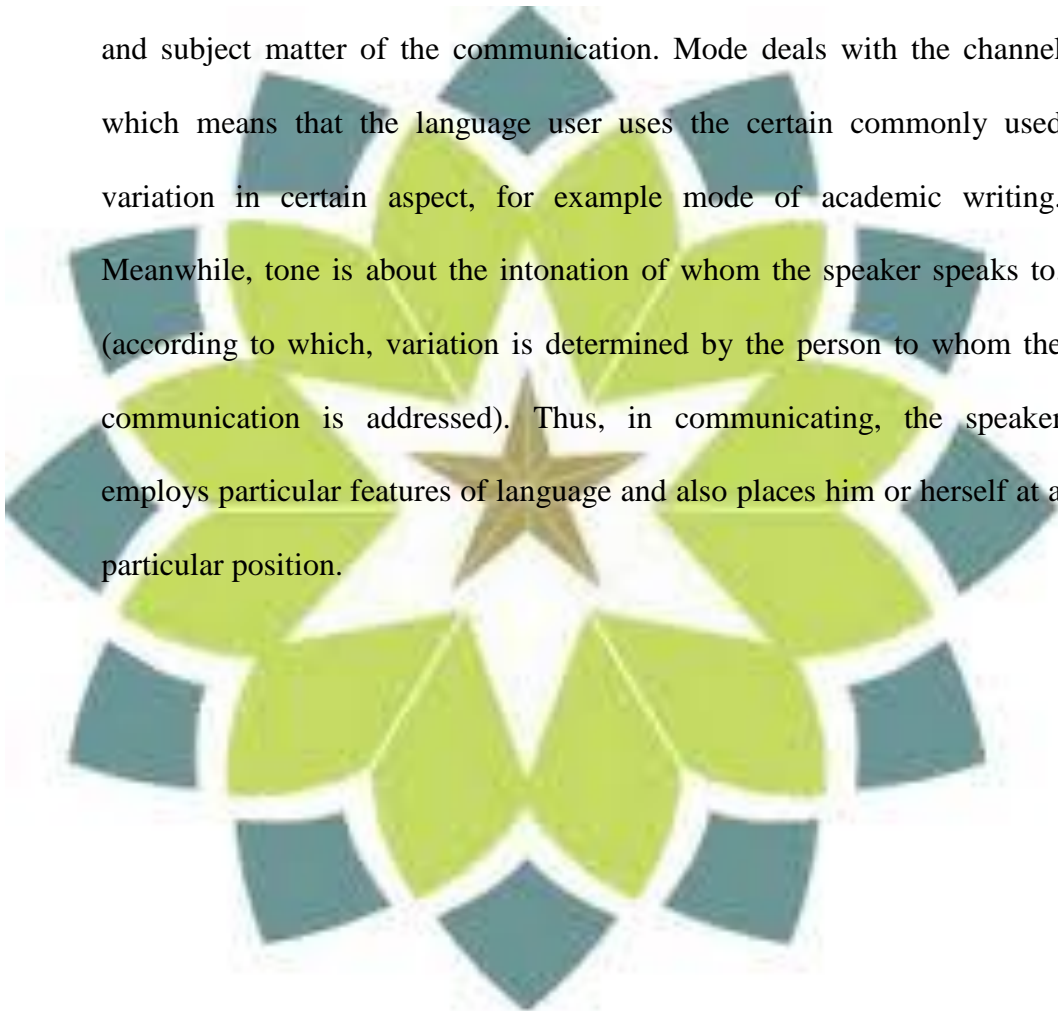 and subject matter of the communication. Mode deals with the channel
which means that the language user uses the certain commonly used
variation in certain aspect, for example mode of academic writing.
Meanwhile, tone is about the intonation of whom the speaker speaks to
(according to which, variation is determined by the person to whom the
communication is addressed). Thus, in communicating, the speaker
employs particular features of language and also places him or herself at a
particular position.